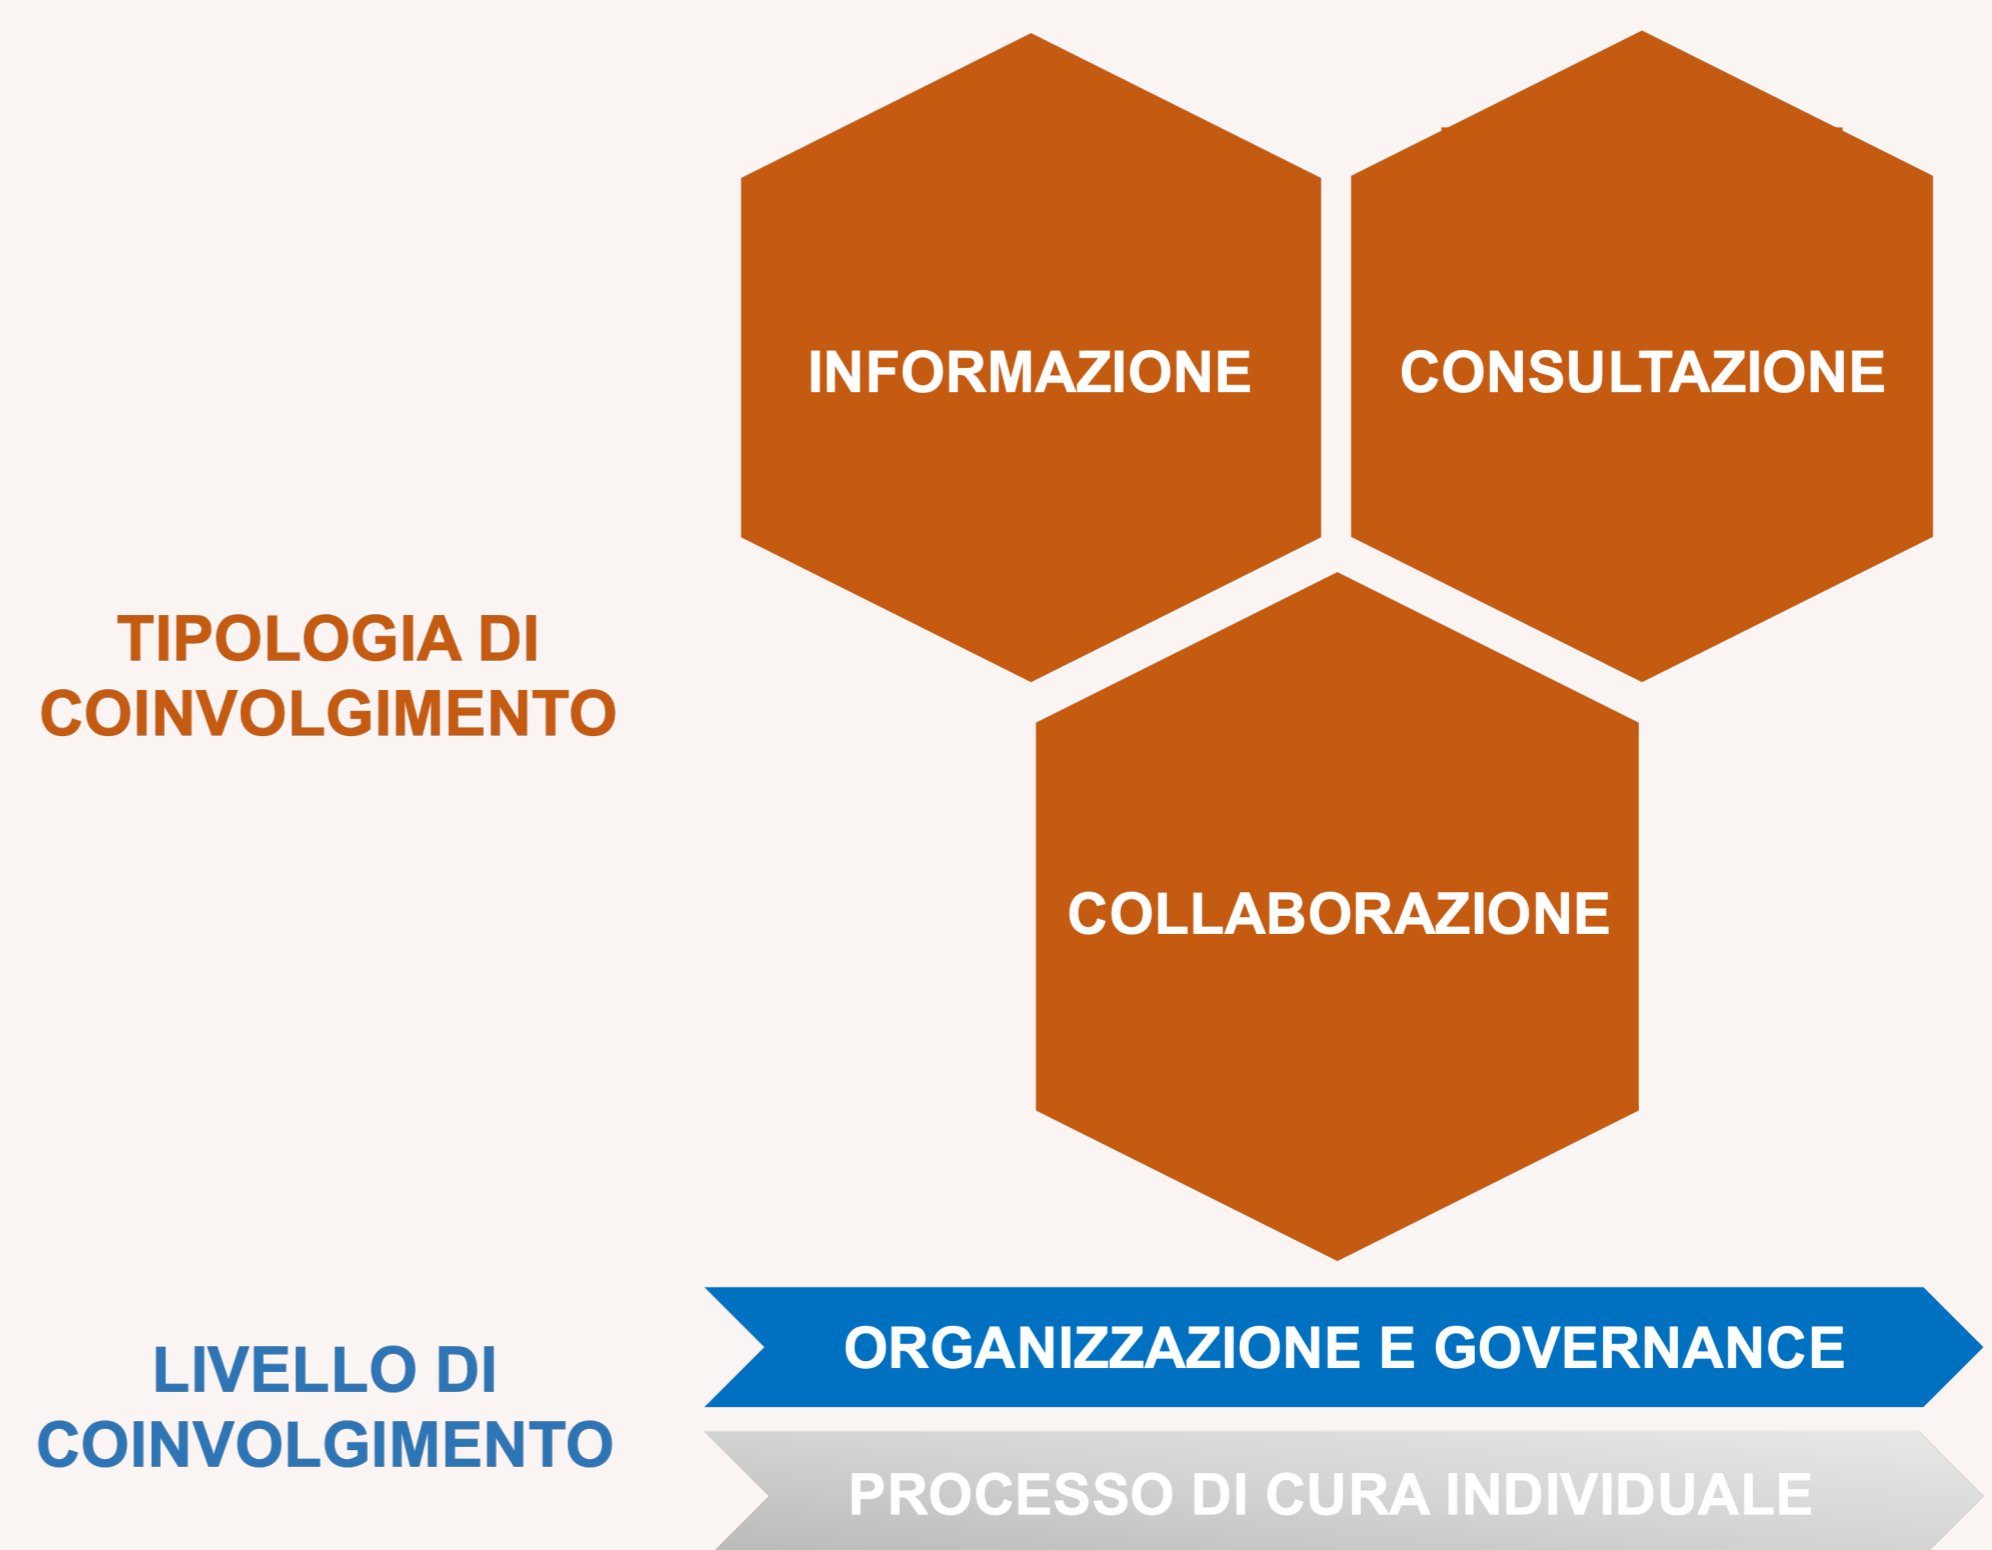 INFORMAZIONE
CONSULTAZIONE
TIPOLOGIA DI
COINVOLGIMENTO
COLLABORAZIONE
ORGANIZZAZIONE E GOVERNANCE
LIVELLO DI
COINVOLGIMENTO
PROCESSO DI CURA INDIVIDUALE